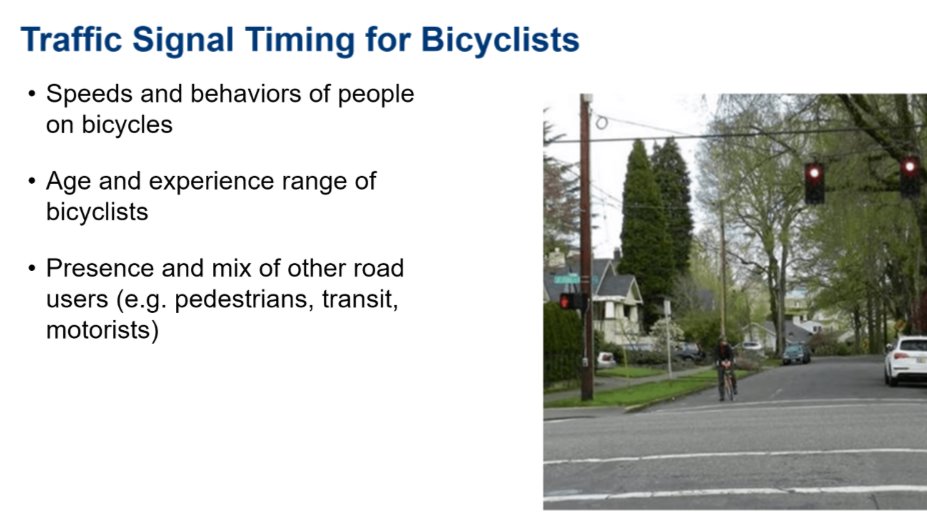 Traffic Signal Timing for Bicyclists
• Speeds and behaviors of people
on bicycles
• Age and experience range of
bicyclists
• Presence and mix of other road
users (e.g. pedestrians, transit,
motorists)